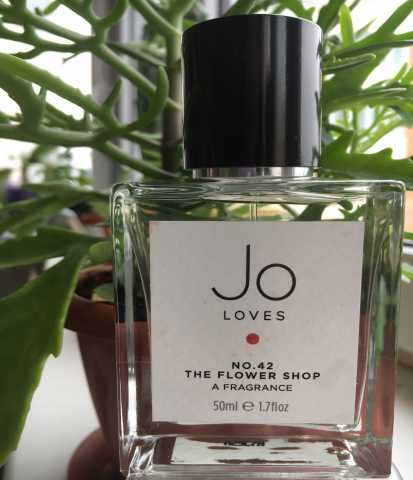 Jo
LOVES
NO.42
THE FLOWER SHOP
A FRAGRANCE
50ml ℮ 1.7floz